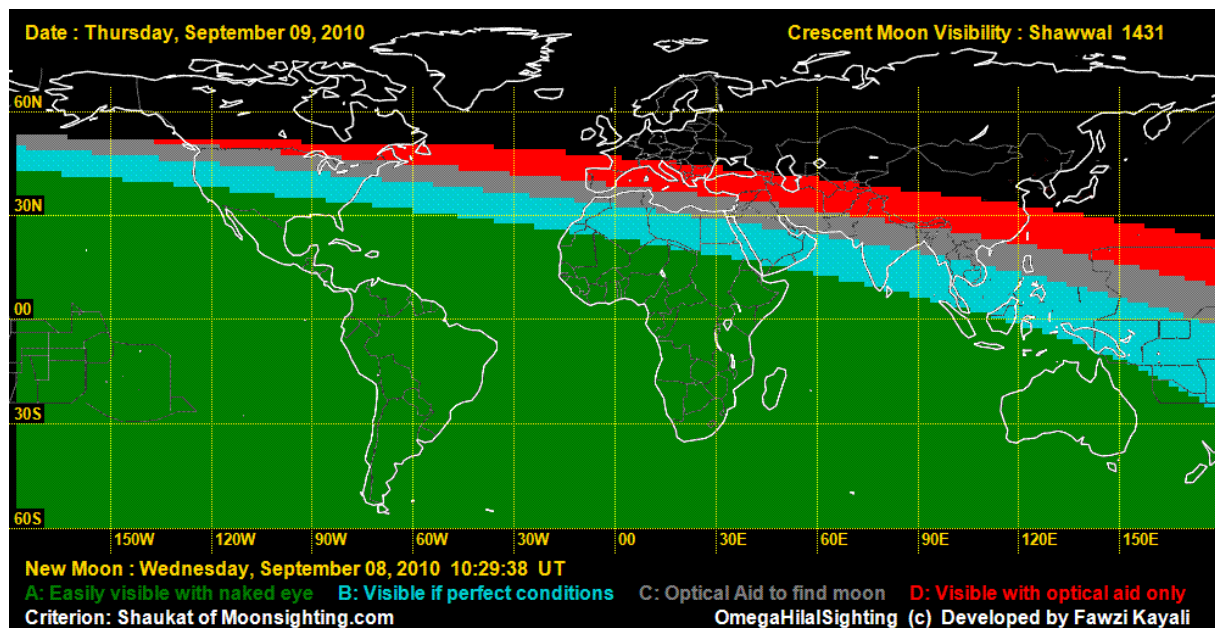 Date : Thursday, September 09, 2010 Crescent Moon Visibility : Shawwal 1431
60N
30N
00
30S
60S
150W 120W 90W 60W 30W 00 30E 60E 90E 120E 150E
New Moon : Wednesday, September 08, 2010 10:29:38 UT
A: Easily visible with naked eye B: Visible if perfect conditions C: Optical Aid to find moon D: Visible with optical aid only
Criterion: Shaukat of Moonsighting.com OmegaHilalSighting (c) Developed by Fawzi Kayali